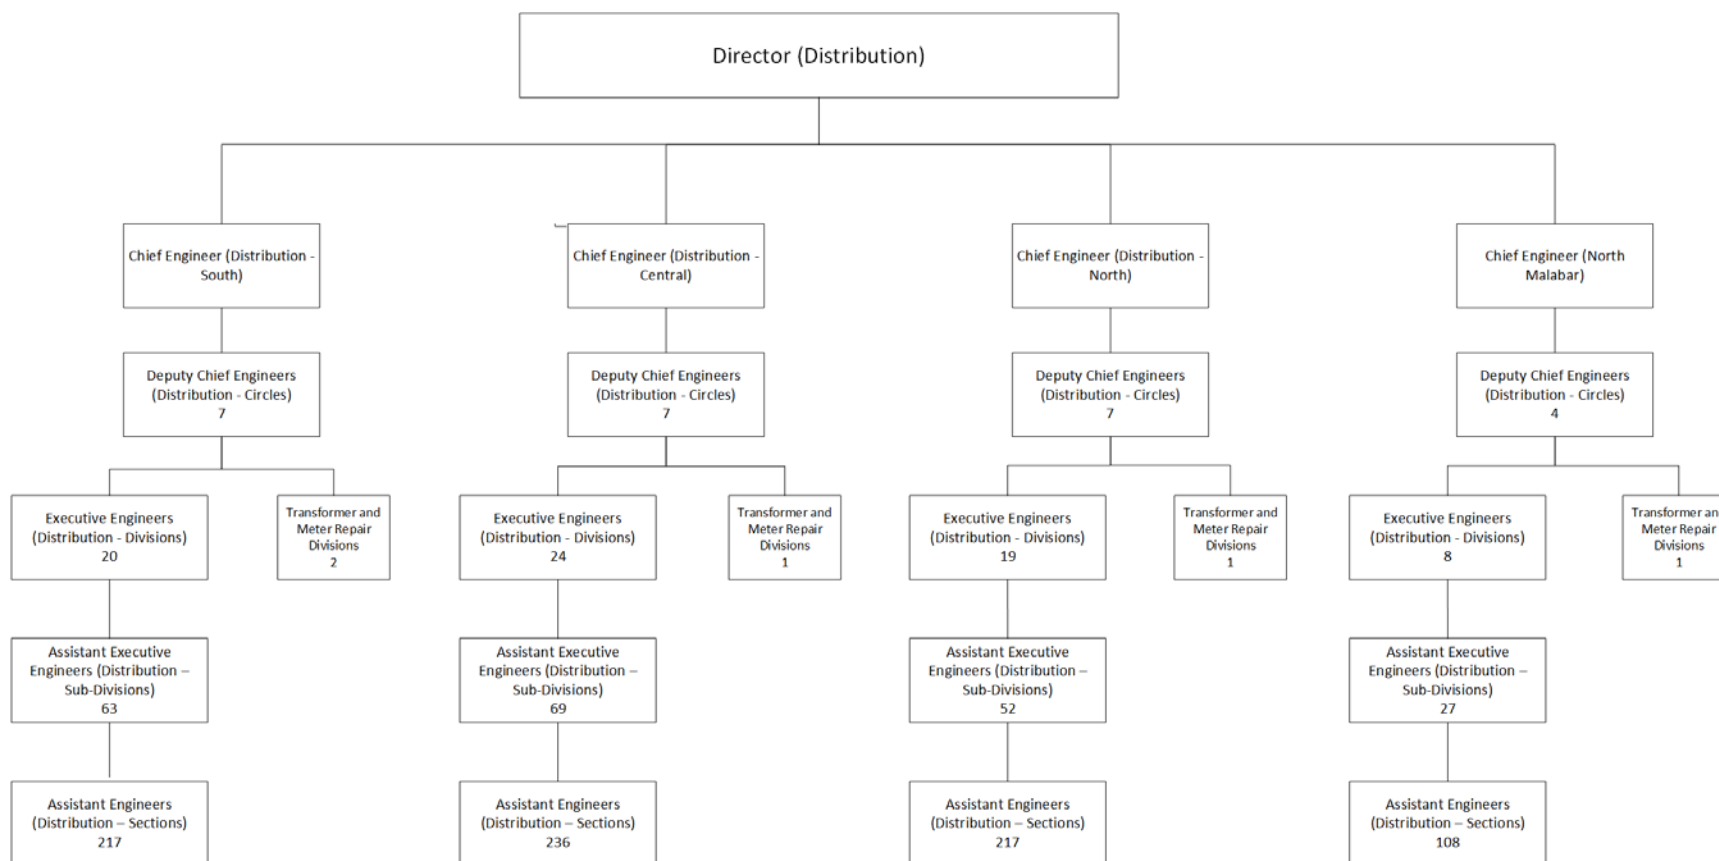 Director (Distribution)
Chief Engineer (Distribution -
South)
Chief Engineer (Distribution -
Central)
Chief Engineer (Distribution -
North)
Chief Engineer (North
Malabar)
Deputy Chief Engineers
(Distribution - Circles)
7
Deputy Chief Engineers
(Distribution - Circles)
7
Deputy Chief Engineers
(Distribution - Circles)
7
Deputy Chief Engineers
(Distribution - Circles)
4
Executive Engineers
(Distribution - Divisions)
20
Transformer and
Meter Repair
Divisions
2
Executive Engineers
(Distribution - Divisions)
24
Transformer and
Meter Repair
Divisions
1
Executive Engineers
(Distribution - Divisions)
19
Transformer and
Meter Repair
Divisions
1
Executive Engineers
(Distribution - Divisions)
8
Transformer an
Meter Repair
Divisions
1
Assistant Executive
Engineers (Distribution –
Sub-Divisions)
63
Assistant Executive
Engineers (Distribution –
Sub-Divisions)
69
Assistant Executive
Engineers (Distribution –
Sub-Divisions)
52
Assistant Executive
Engineers (Distribution –
Sub-Divisions)
27
Assistant Engineers
(Distribution – Sections)
217
Assistant Engineers
(Distribution – Sections)
236
Assistant Engineers
(Distribution – Sections)
217
Assistant Engineers
(Distribution – Sections)
108